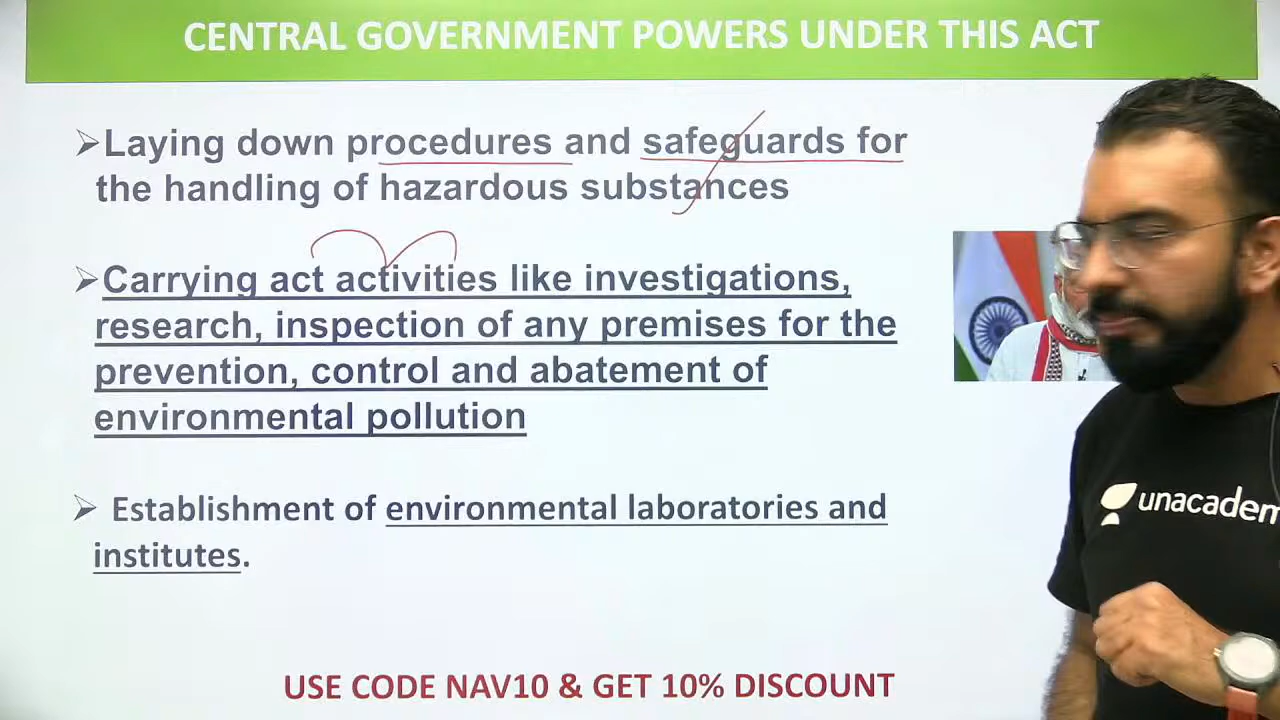 CENTRAL GOVERNMENT POWERS UNDER THIS ACT
➢Laying down procedures and safeguards for
the handling of hazardous substances
➢Carrying act activities like investigations,
research, inspection of any premises for the
prevention, control and abatement of
environmental pollution
➢ Establishment of environmental laboratories and
institutes.
unacadem
USE CODE NAV10 & GET 10% DISCOUNT